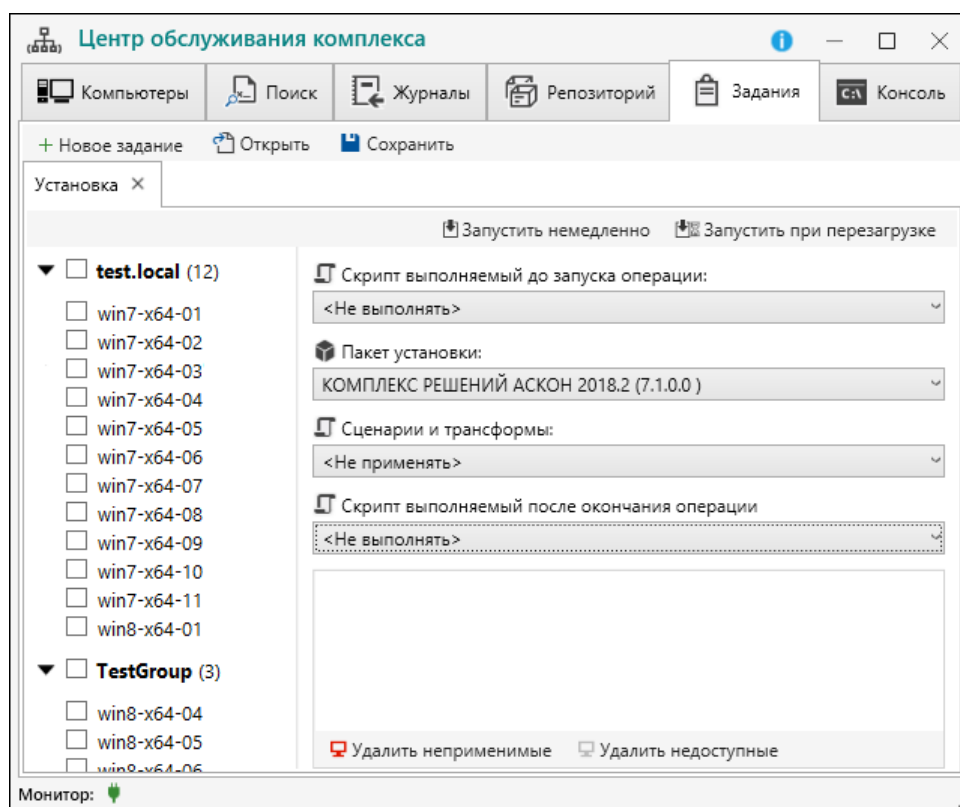 Центр обслуживания комплекса
Компьютеры Поиск Журналы Репозиторий Задания C:\ Консоль
+ Новое задание Открыть Сохранить
Установка ×
Запустить немедленно Запустить при перезагрузке
test.local (12)
win7-x64-01
win7-x64-02
win7-x64-03
win7-x64-04
win7-x64-05
win7-x64-06
win7-x64-07
win7-x64-08
win7-x64-09
win7-x64-10
win7-x64-11
win8-x64-01
TestGroup (3)
win8-x64-04
win8-x64-05
win8-x64-06
Скрипт выполняемый до запуска операции:
<Не выполнять>
Пакет установки:
КОМПЛЕКС РЕШЕНИЙ АСКОН 2018.2 (7.1.0.0 )
Сценарии и трансформы:
<Не применять>
Скрипт выполняемый после окончания операции
<Не выполнять>
Удалить неприменимые Удалить недоступные
Монитор: